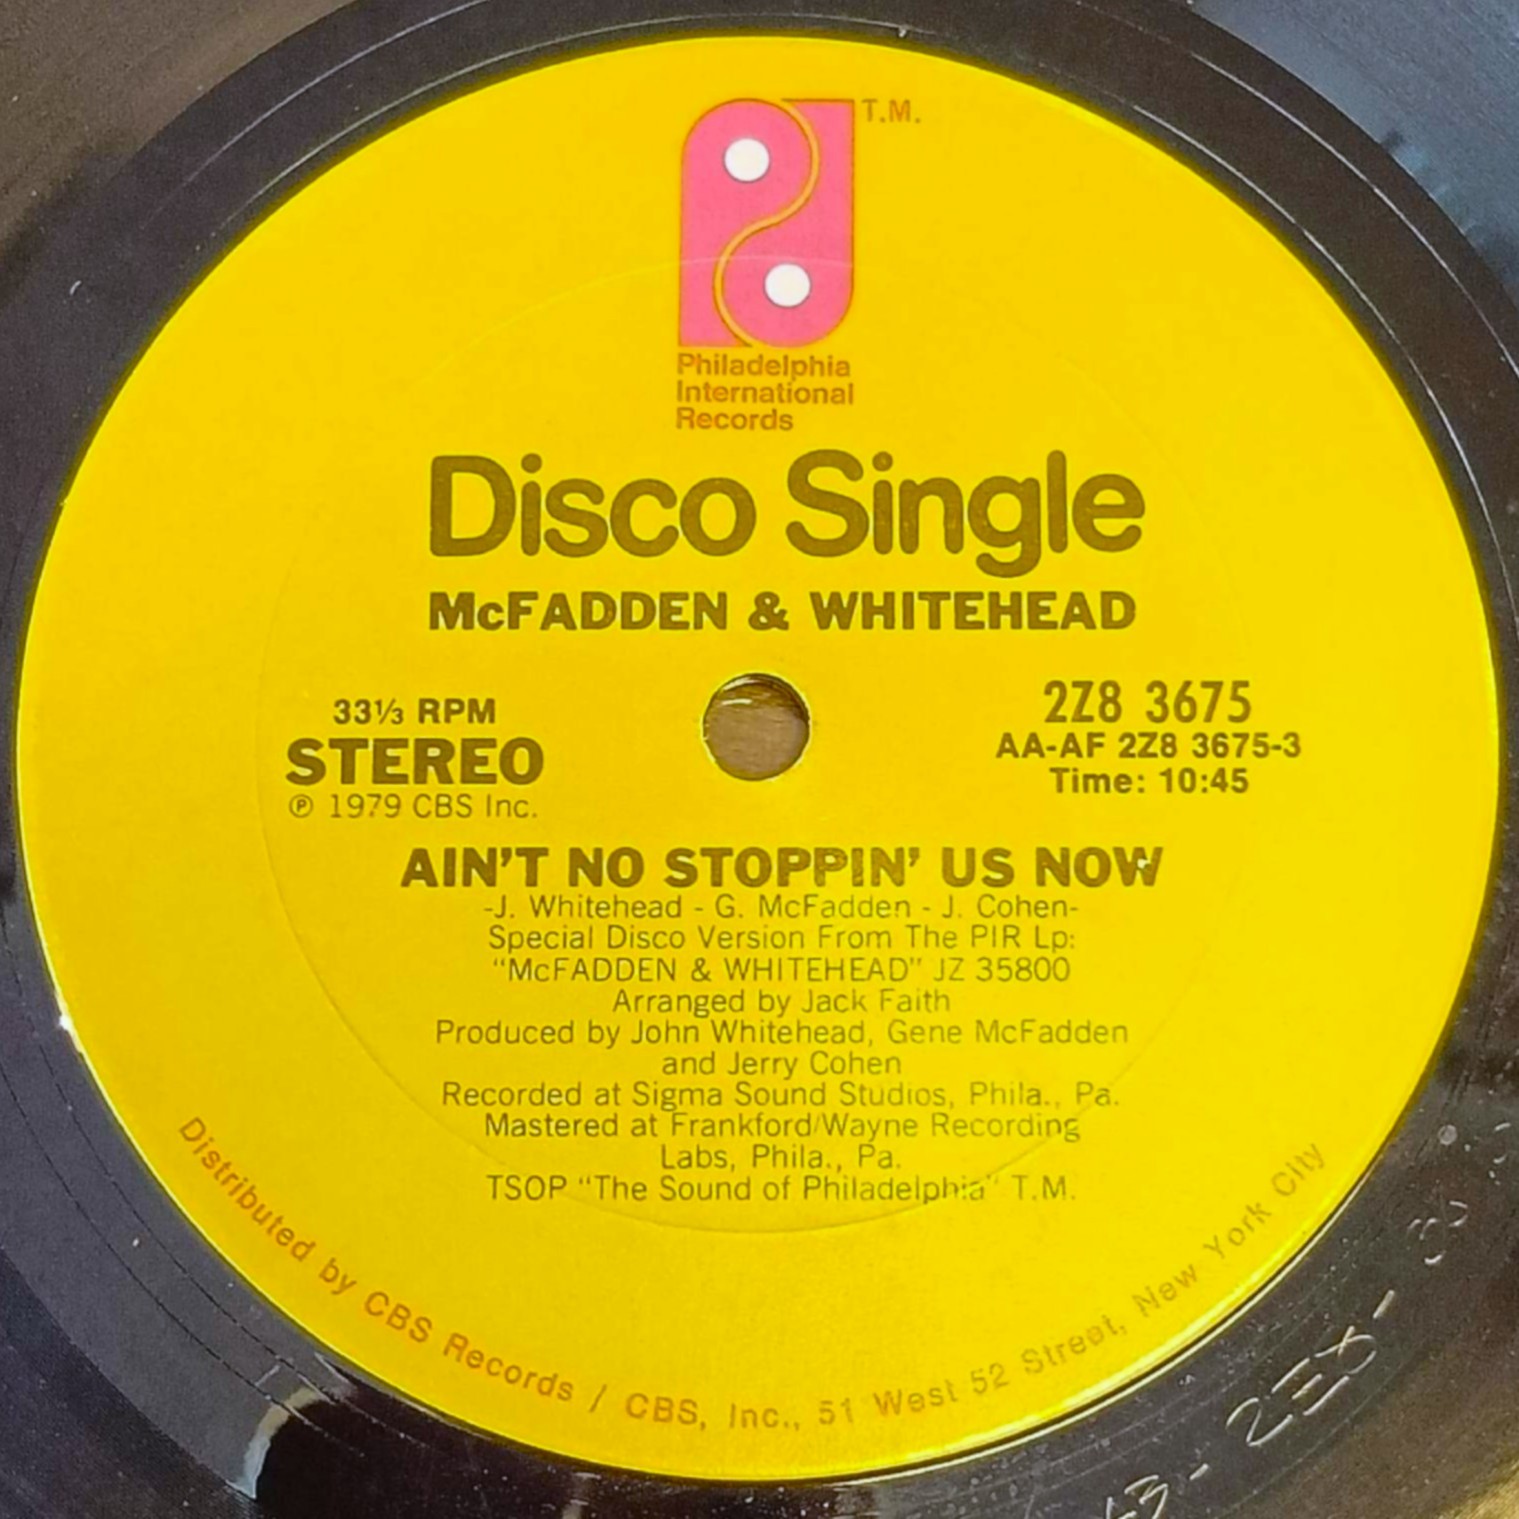 T.M.
Philadelphia
International
Records
Disco Single
McFADDEN & WHITEHEAD
33⅓ RPM
STEREO
℗ 1979 CBS Inc.
2Z8 3675
AA-AF 2Z8 3675-3
Time: 10:45
AIN'T NO STOPPIN' US NOW
-J. Whitehead - G. McFadden - J. Cohen-
Special Disco Version From The PIR Lp:
"McFADDEN & WHITEHEAD" JZ 35800
Arranged by Jack Faith
Produced by John Whitehead, Gene McFadden
and Jerry Cohen
Recorded at Sigma Sound Studios, Phila., Pa.
Mastered at Frankford/Wayne Recording
Labs, Phila., Pa.
TSOP "The Sound of Philadelphia" T.M.
Distributed by CBS Records / CBS, Inc., 51 West 52 Street, New York City